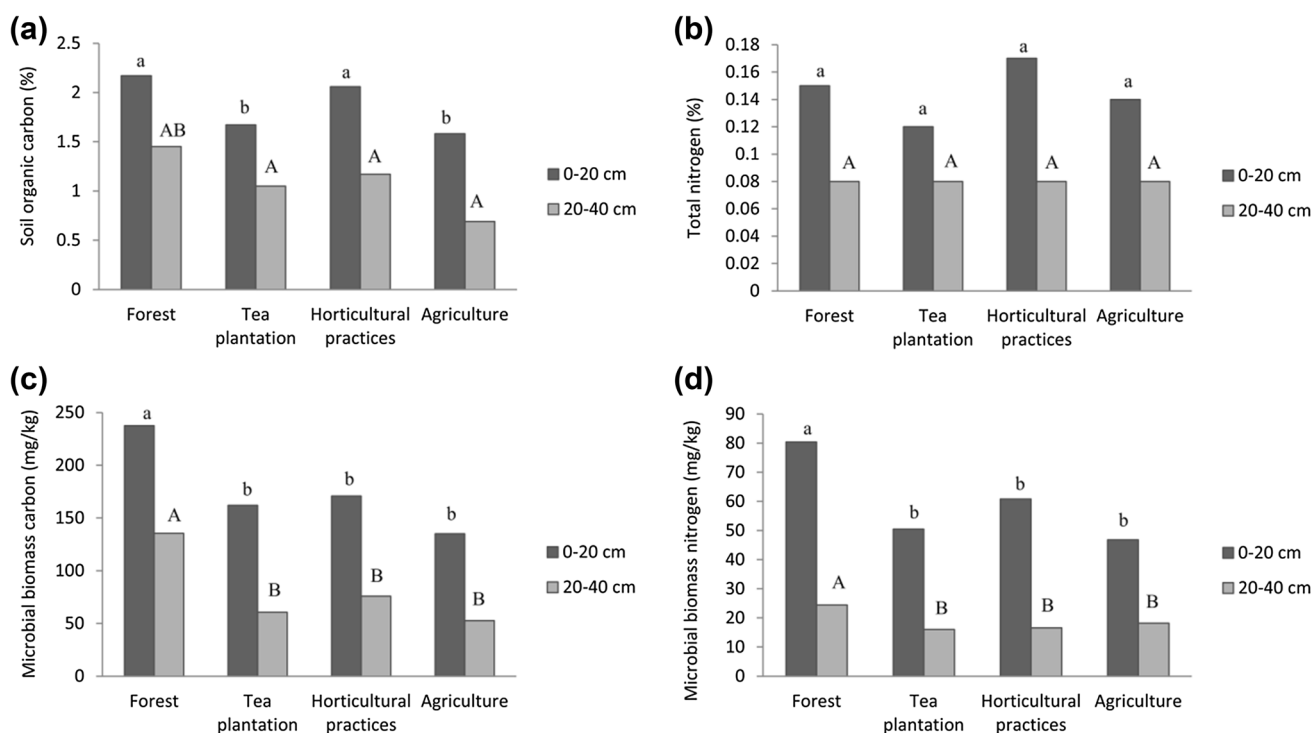 (a)
Soil organic carbon (%)
2.5
2
1.5
1
0.5
0
a
AB
b
A
a
A
b
A
Forest
Tea
plantation
Horticultural
practices
Agriculture
0-20 cm
20-40 cm
(b)
Total nitrogen (%)
0.18
0.16
0.14
0.12
0.1
0.08
0.06
0.04
0.02
0
a
A
a
A
a
A
a
A
Forest
Tea
plantation
Horticultural
practices
Agriculture
0-20 cm
20-40 cm
(c)
Microbial biomass carbon (mg/kg)
250
200
150
100
50
0
a
A
b
B
b
B
b
B
Forest
Tea
plantation
Horticultural
practices
Agriculture
0-20 cm
20-40 cm
(d)
Microbial biomass nitrogen (mg/kg)
90
80
70
60
50
40
30
20
10
0
a
A
b
B
b
B
b
B
Forest
Tea
plantation
Horticultural
practices
Agriculture
0-20 cm
20-40 cm